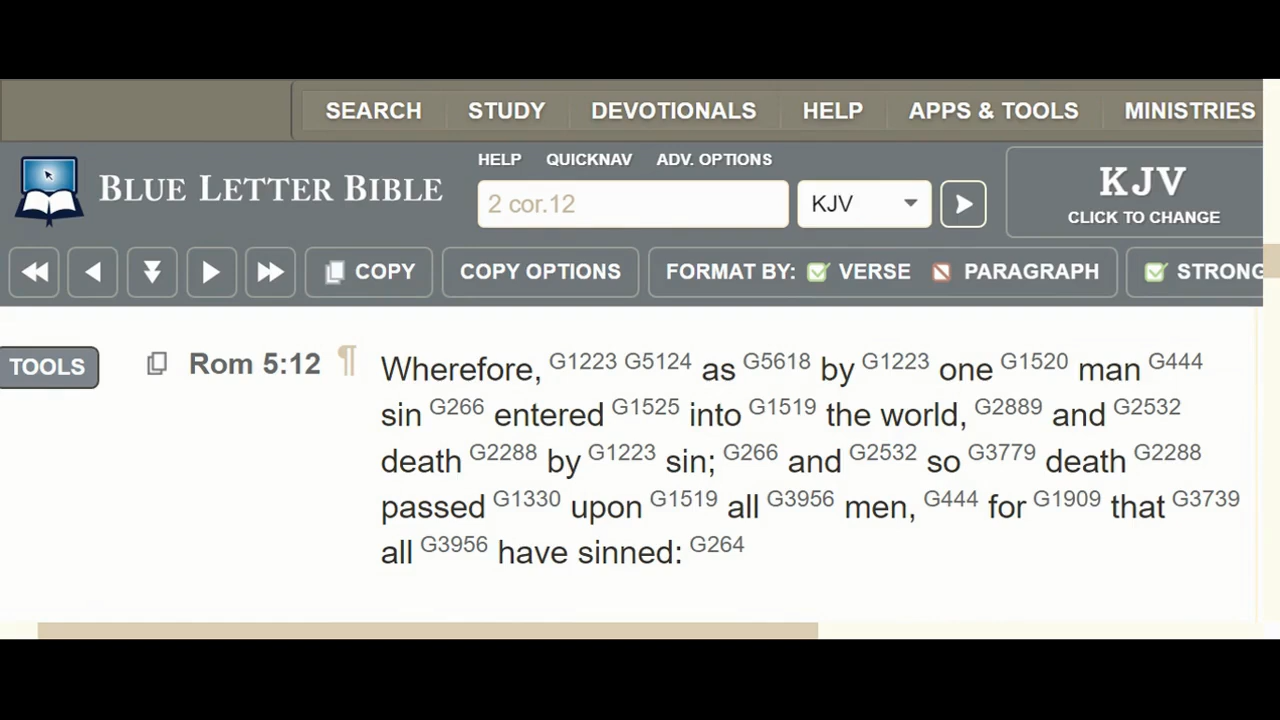 SEARCH STUDY DEVOTIONALS HELP APPS & TOOLS MINISTRIES
HELP QUICKNAV ADV. OPTIONS
BLUE LETTER BIBLE
2 cor.12 KJV
KJV
CLICK TO CHANGE
COPY COPY OPTIONS FORMAT BY: VERSE PARAGRAPH STRONG
TOOLS Rom 5:12 ¶ Wherefore, G1223 G5124 as G5618 by G1223 one G1520 man G444
sin G266 entered G1525 into G1519 the world, G2889 and G2532
death G2288 by G1223 sin; G266 and G2532 so G3779 death G2288
passed G1330 upon G1519 all G3956 men, G444 for G1909 that G3739
all G3956 have sinned: G264